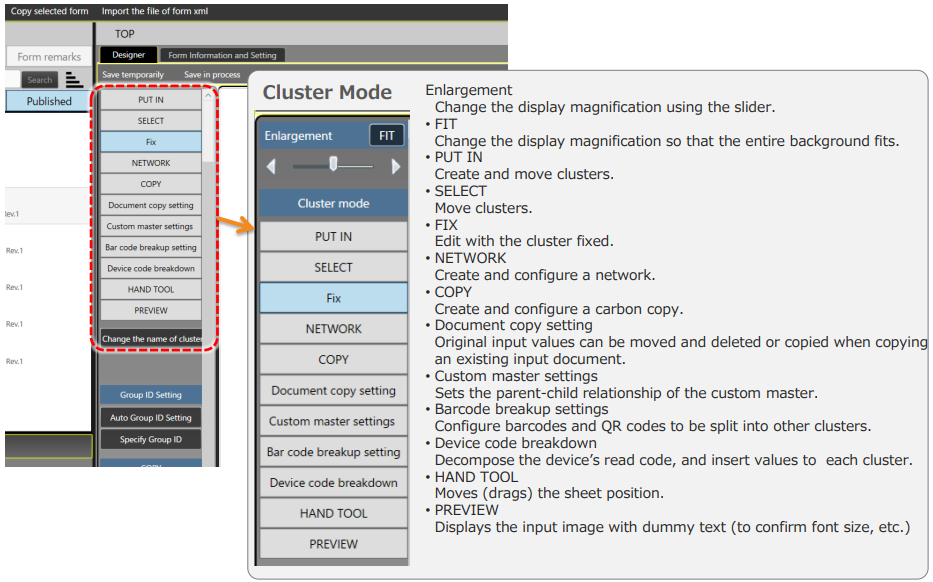 Copy selected form Import the file of form xml
TOP
Form remarks
Designer Form Information and Setting
Search
Save temporarily Save in process
Published
PUT IN
SELECT
Fix
NETWORK
COPY
Document copy setting
Custom master settings
Bar code breakup setting
Device code breakdown
HAND TOOL
PREVIEW
Change the name of cluster
Group ID Setting
Auto Group ID Setting
Specify Group ID
COPY
Rev.1
Rev.1
Rev.1
Rev.1
Rev.1
Cluster Mode
Enlargement FIT
Cluster mode
PUT IN
SELECT
Fix
NETWORK
COPY
Document copy setting
Custom master settings
Bar code breakup setting
Device code breakdown
HAND TOOL
PREVIEW
Enlargement
Change the display magnification using the slider.
• FIT
Change the display magnification so that the entire background fits.
• PUT IN
Create and move clusters.
• SELECT
Move clusters.
• FIX
Edit with the cluster fixed.
• NETWORK
Create and configure a network.
• COPY
Create and configure a carbon copy.
• Document copy setting
Original input values can be moved and deleted or copied when copying
an existing input document.
• Custom master settings
Sets the parent-child relationship of the custom master.
• Barcode breakup settings
Configure barcodes and QR codes to be split into other clusters.
• Device code breakdown
Decompose the device’s read code, and insert values to each cluster.
• HAND TOOL
Moves (drags) the sheet position.
• PREVIEW
Displays the input image with dummy text (to confirm font size, etc.)